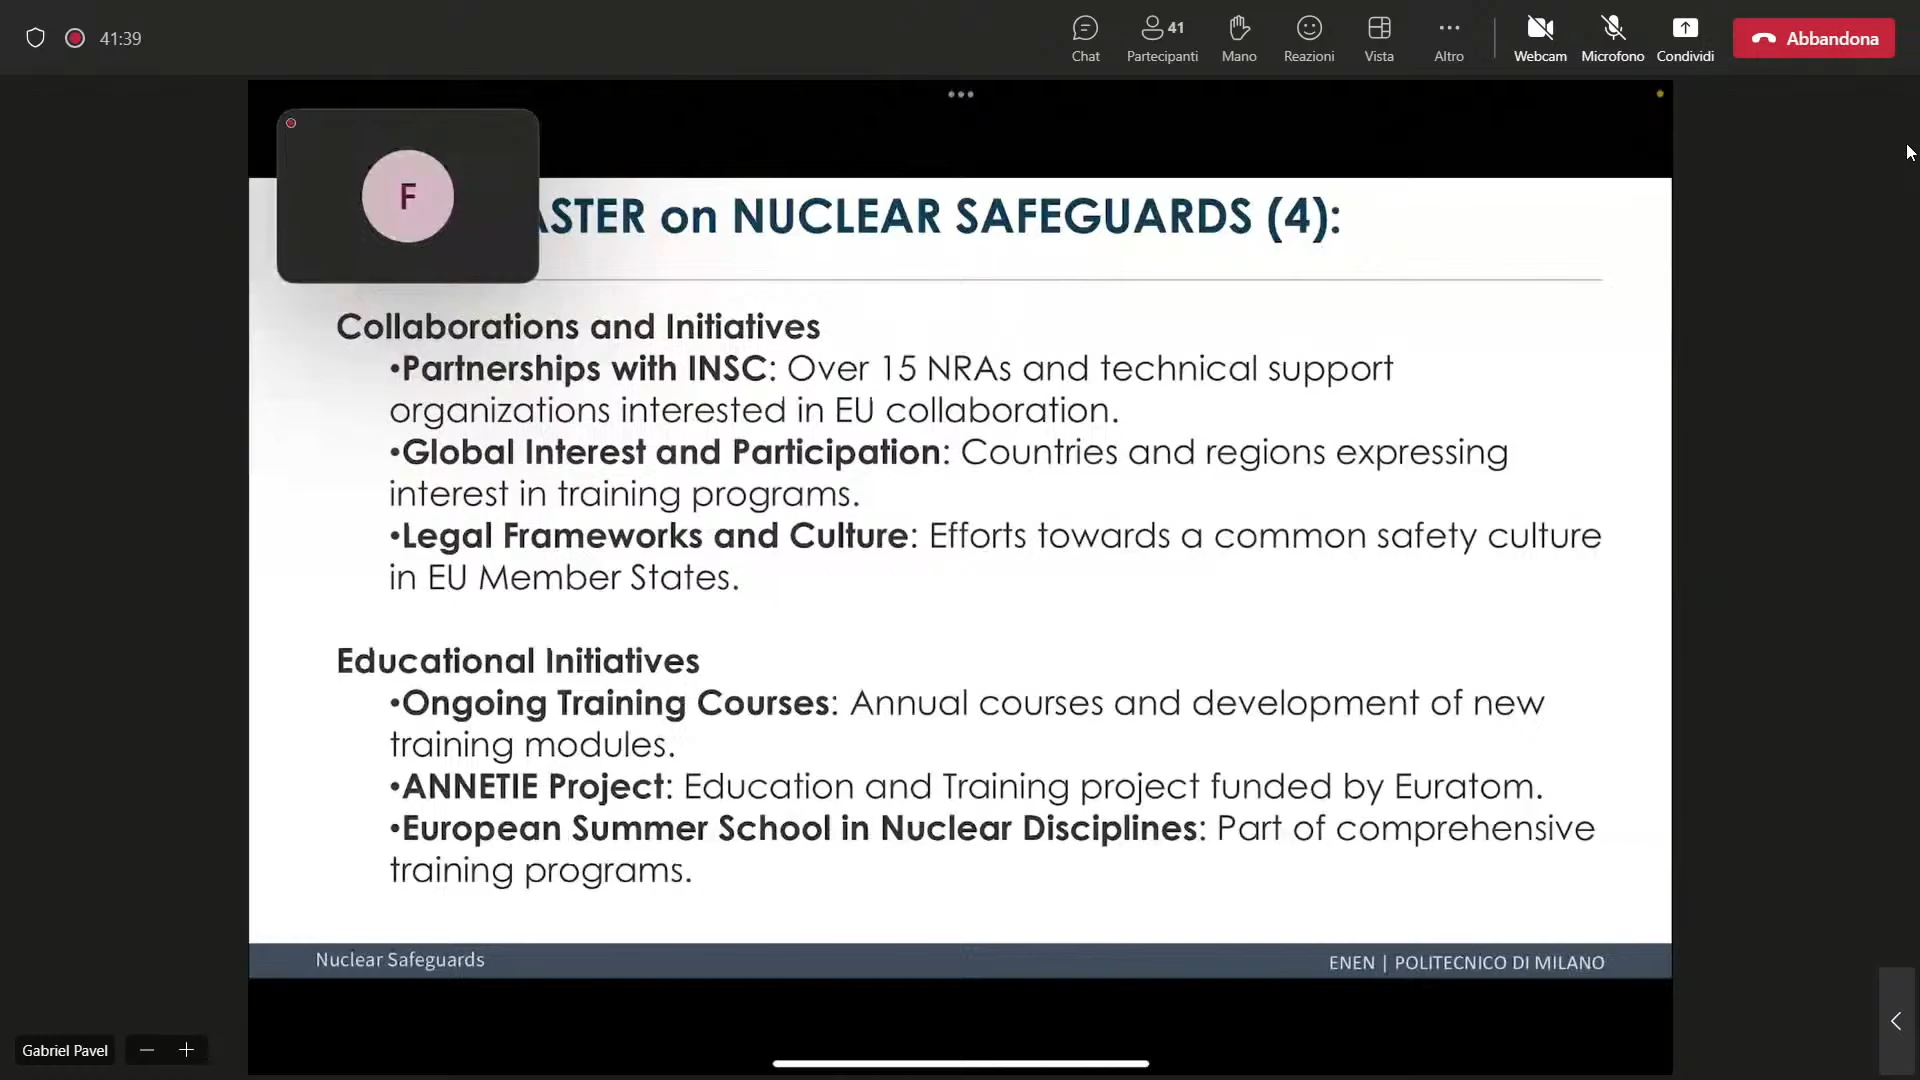 41:39
Chat
41
Partecipanti
Mano
Reazioni
Vista
Altro
Webcam
Microfono
Condividi
Abbandona
F
ASTER on NUCLEAR SAFEGUARDS (4):
Collaborations and Initiatives
•Partnerships with INSC: Over 15 NRAs and technical support
organizations interested in EU collaboration.
•Global Interest and Participation: Countries and regions expressing
interest in training programs.
•Legal Frameworks and Culture: Efforts towards a common safety culture
in EU Member States.
Educational Initiatives
•Ongoing Training Courses: Annual courses and development of new
training modules.
•ANNETIE Project: Education and Training project funded by Euratom.
•European Summer School in Nuclear Disciplines: Part of comprehensive
training programs.
Nuclear Safeguards
ENEN | POLITECNICO DI MILANO
Gabriel Pavel